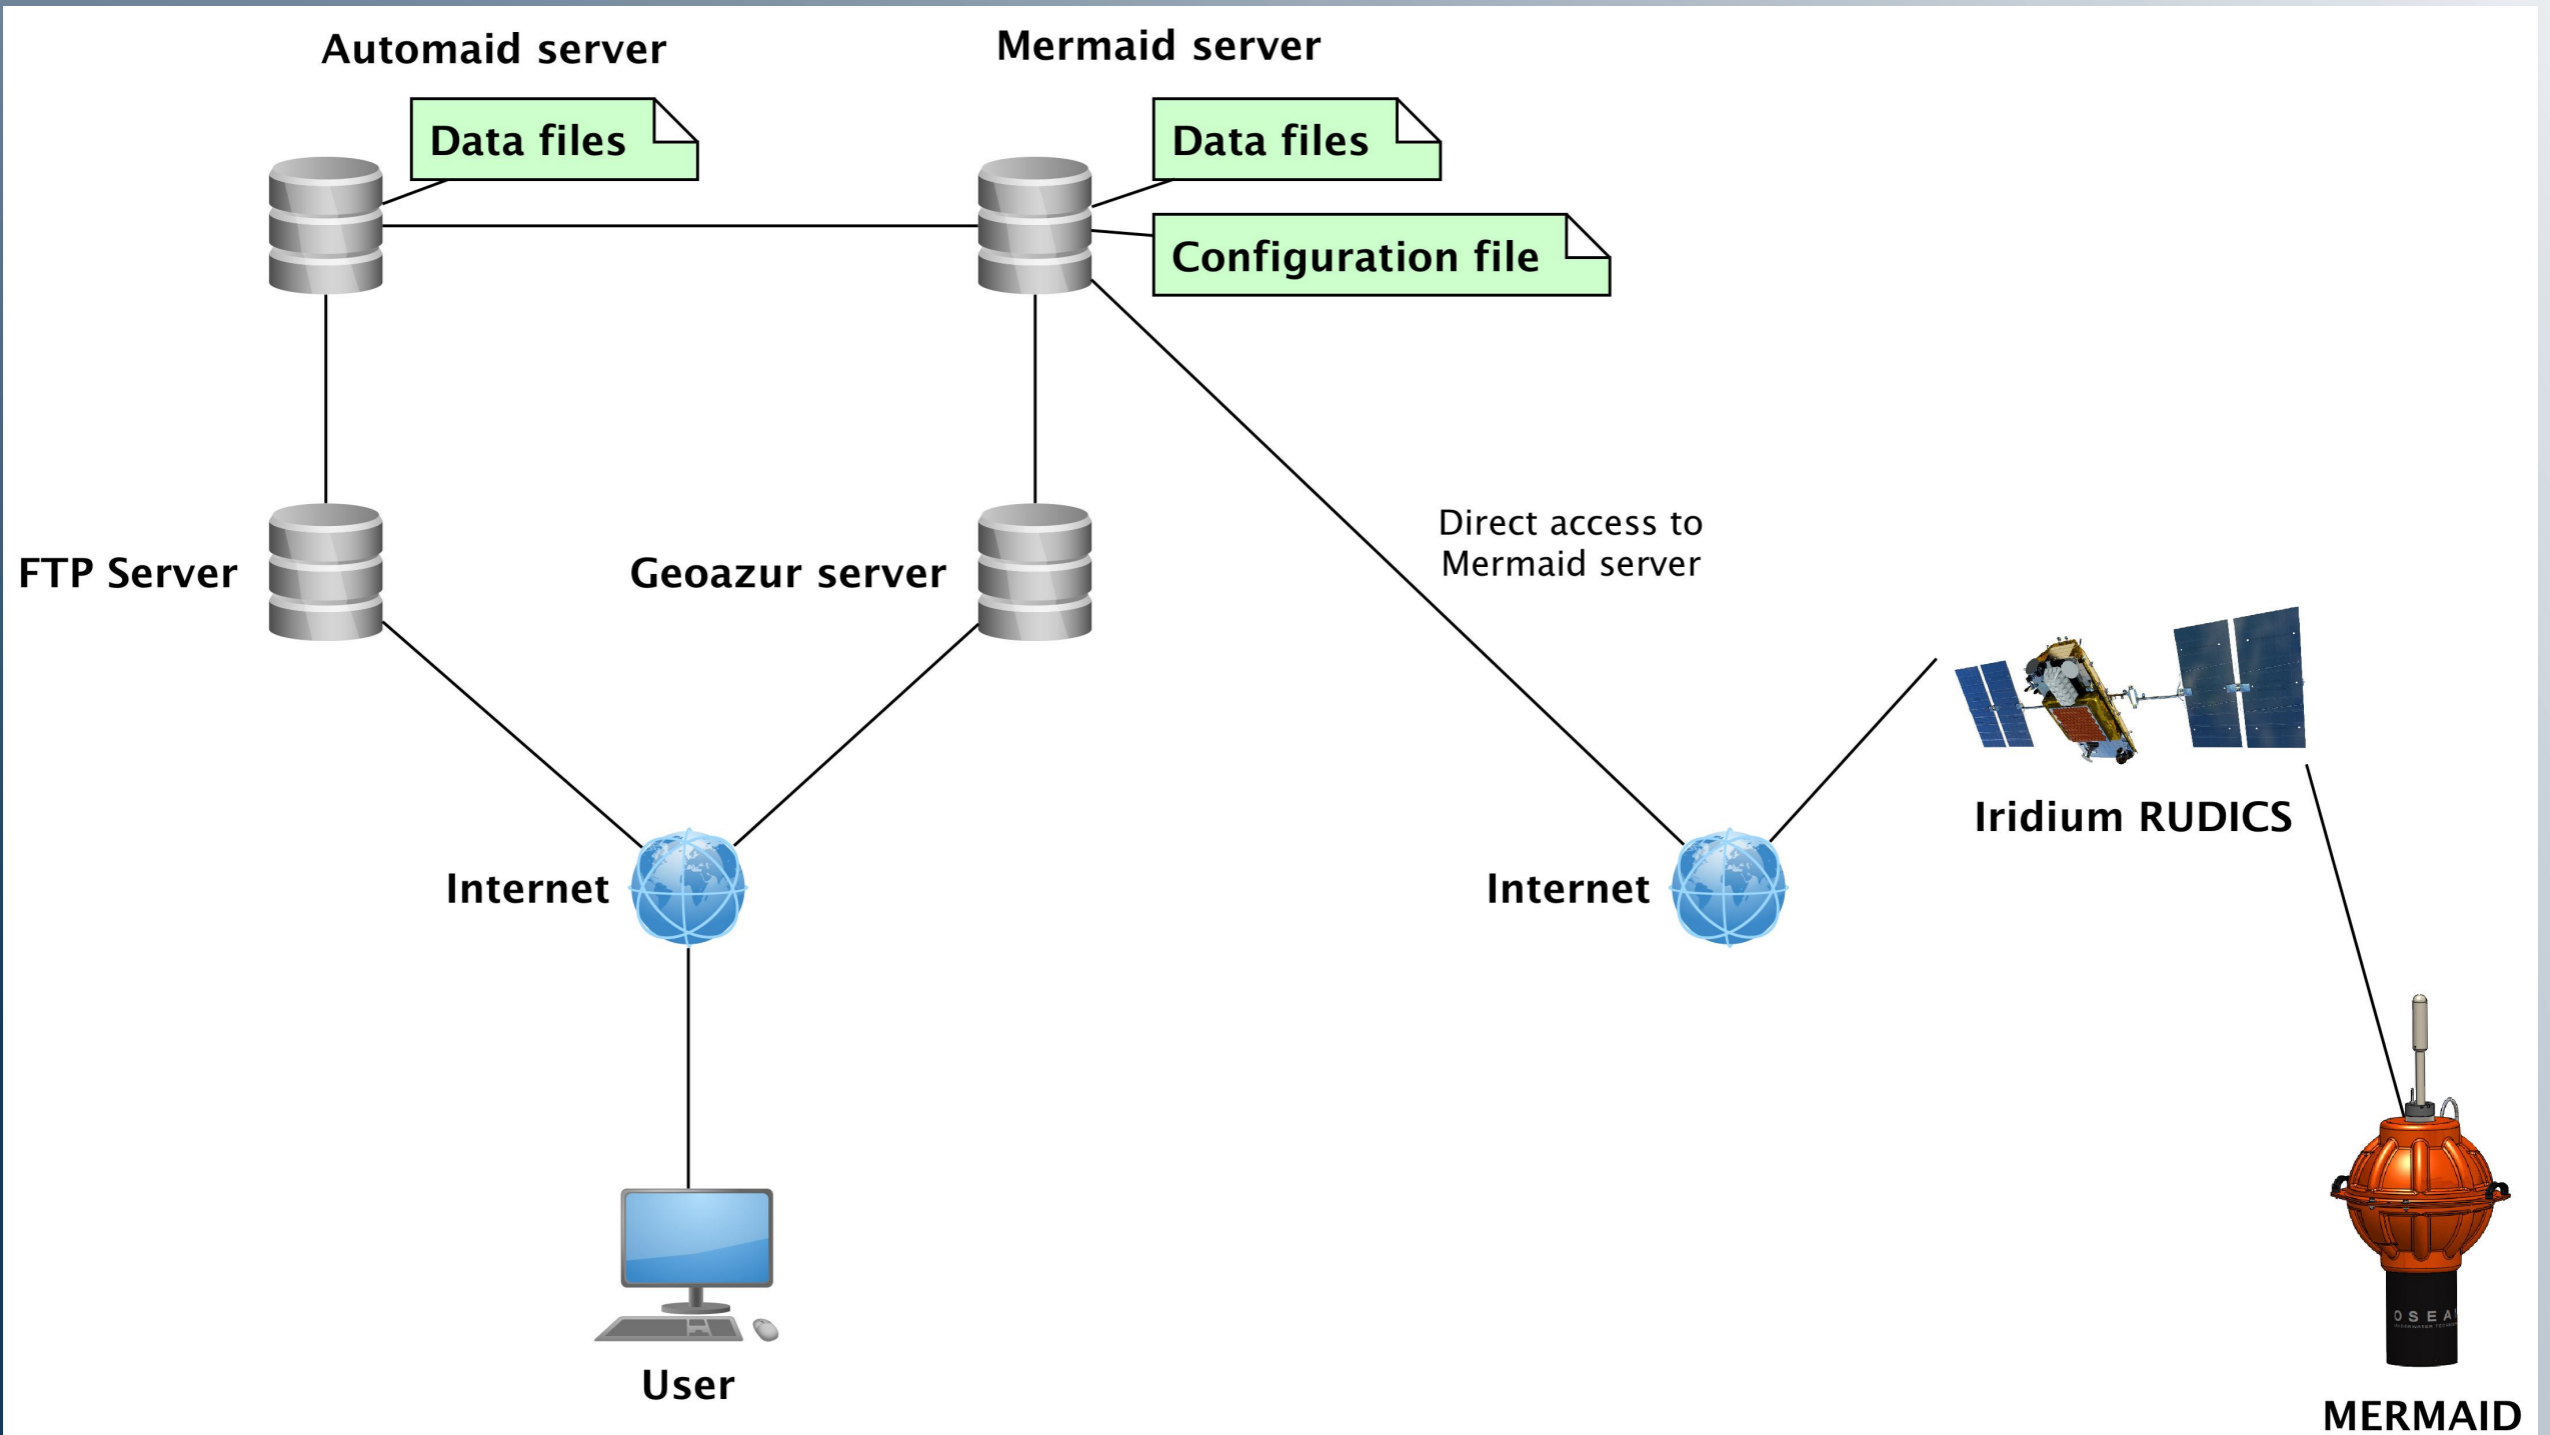 Automaid server
Mermaid server
Data files
Data files
Configuration file
Direct access to
Mermaid server
FTP Server
Geoazur server
Iridium RUDICS
Internet
Internet
OSEA
User
MERMAID